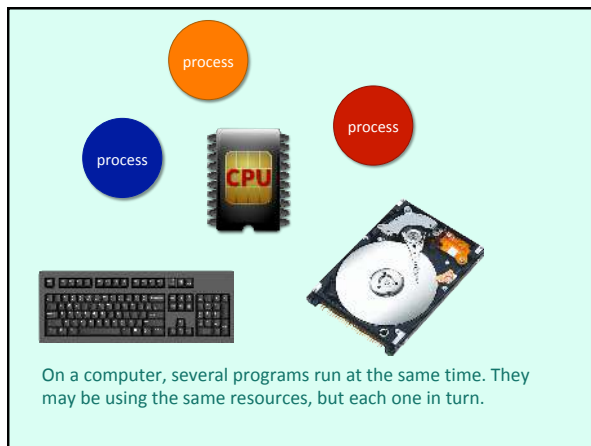 process
process
process
CPU
On a computer, several programs run at the same time. They
may be using the same resources, but each one in turn.